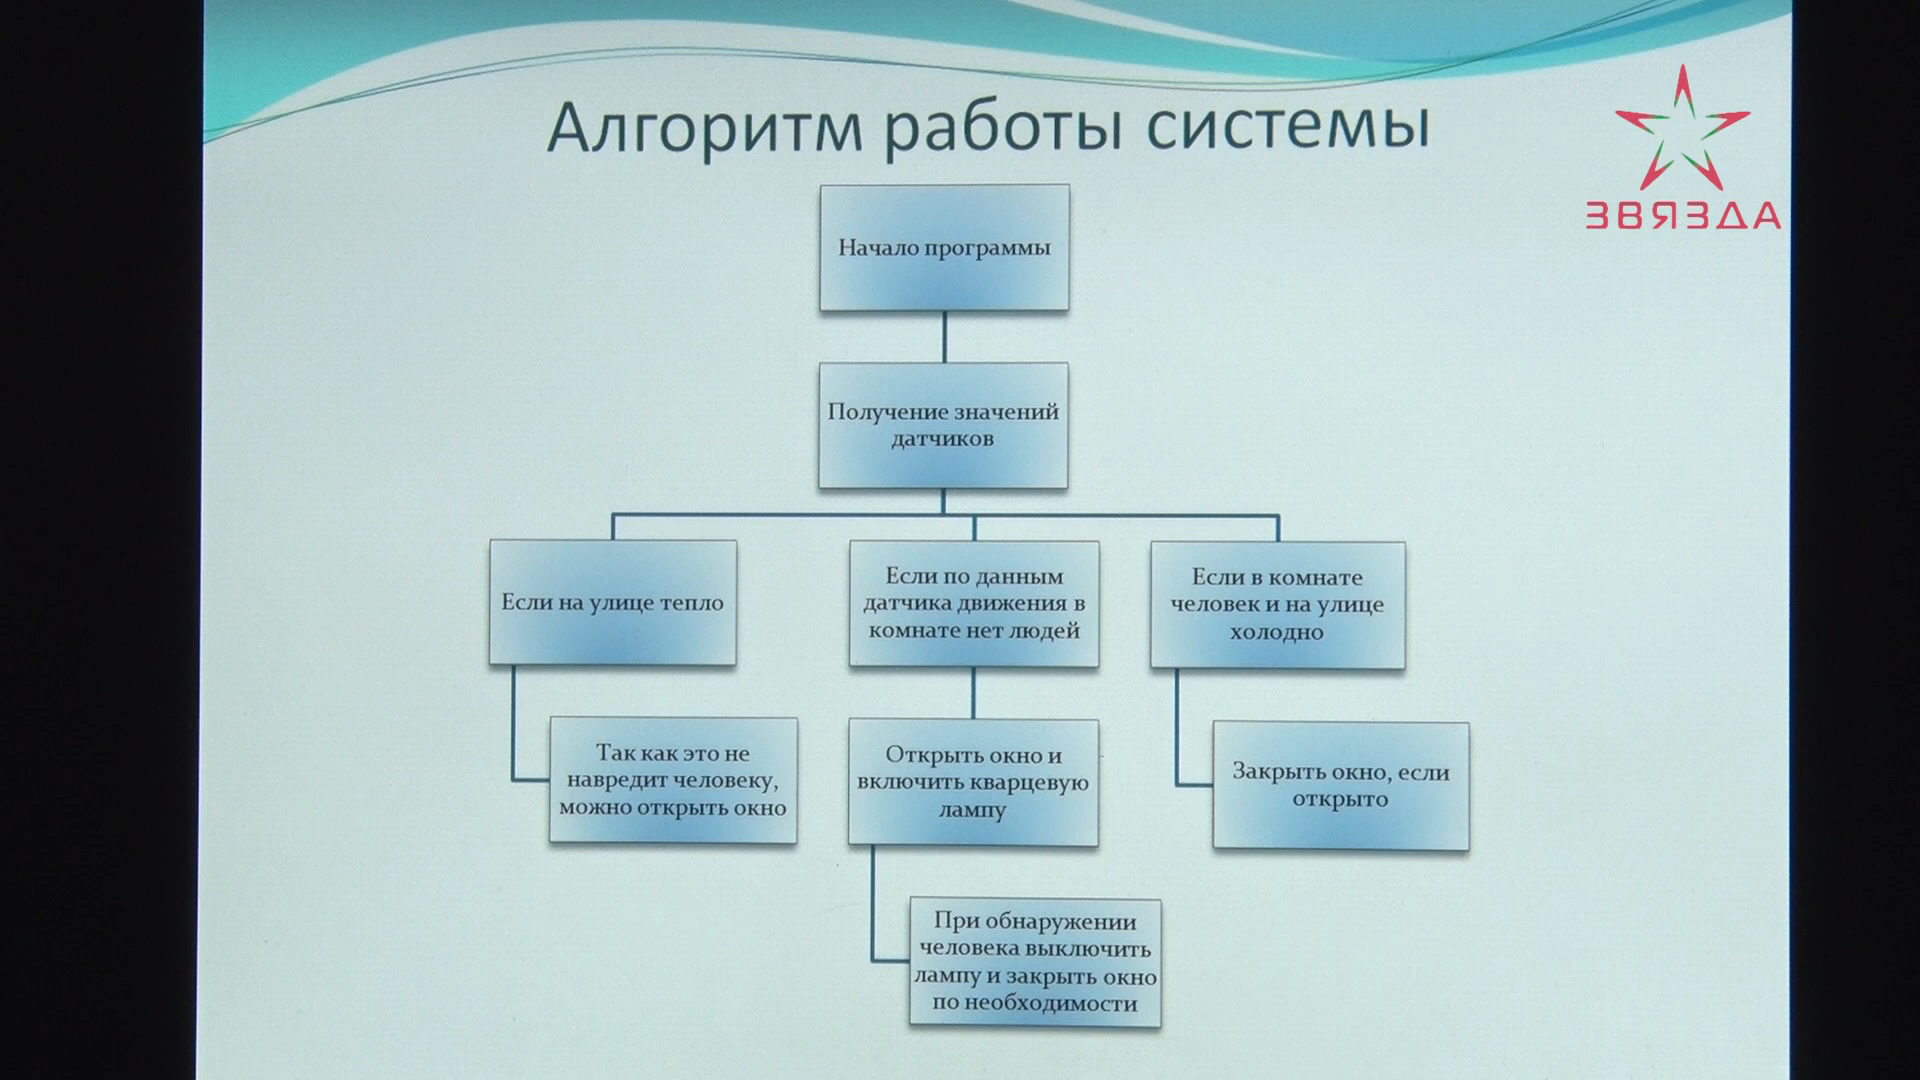 Алгоритм работы системы
ЗВЯЗДА
Начало программы
Получение значений
датчиков
Если на улице тепло
Если по данным
датчика движения в
комнате нет людей
Если в комнате
человек и на улице
холодно
Так как это не
навредит человеку,
можно открыть окно
Открыть окно и
включить кварцевую
лампу
Закрыть окно, если
открыто
При обнаружении
человека выключить
лампу и закрыть окно
по необходимости